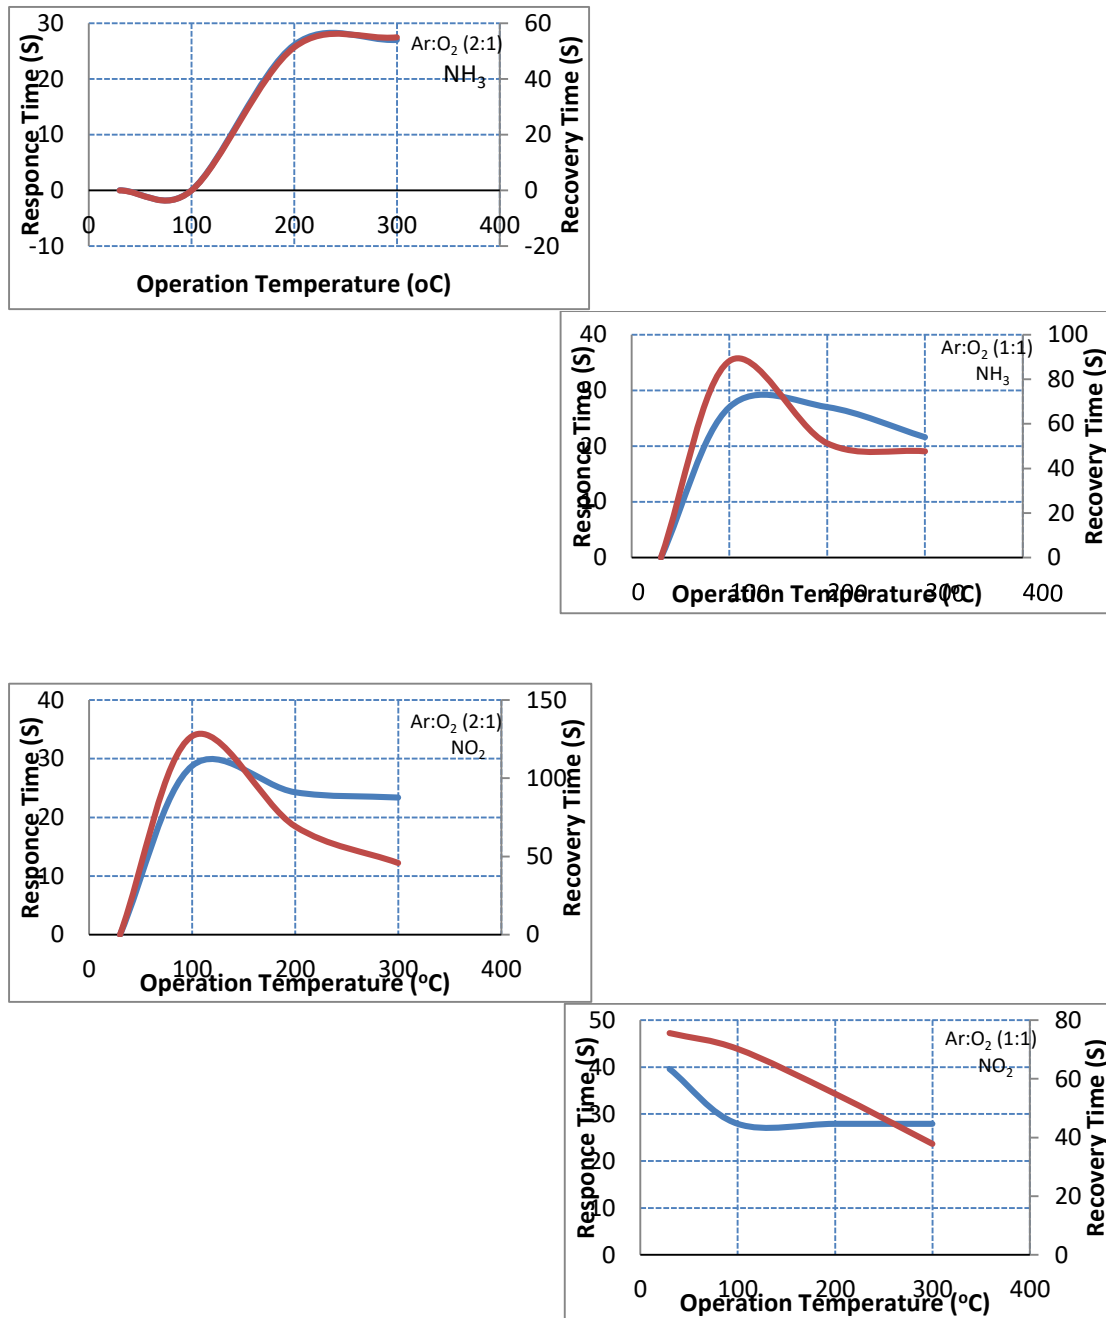 30
20
10
0
-10
Responce Time (S)
60
40
20
0
-20
Recovery Time (S)
Ar:O₂ (2:1)
NH₃
0 100 200 300 400
Operation Temperature (oC)
40
30
20
10
0
Responce Time (S)
100
80
60
40
20
0
Recovery Time (S)
Ar:O₂ (1:1)
NH₃
0 100 200 300 400
Operation Temperature (°C)
40
30
20
10
0
Responce Time (S)
150
100
50
0
Recovery Time (S)
Ar:O₂ (2:1)
NO₂
0 100 200 300 400
Operation Temperature (°C)
50
40
30
20
10
0
Responce Time (S)
80
60
40
20
0
Recovery Time (S)
Ar:O₂ (1:1)
NO₂
0 100 200 300 400
Operation Temperature (°C)